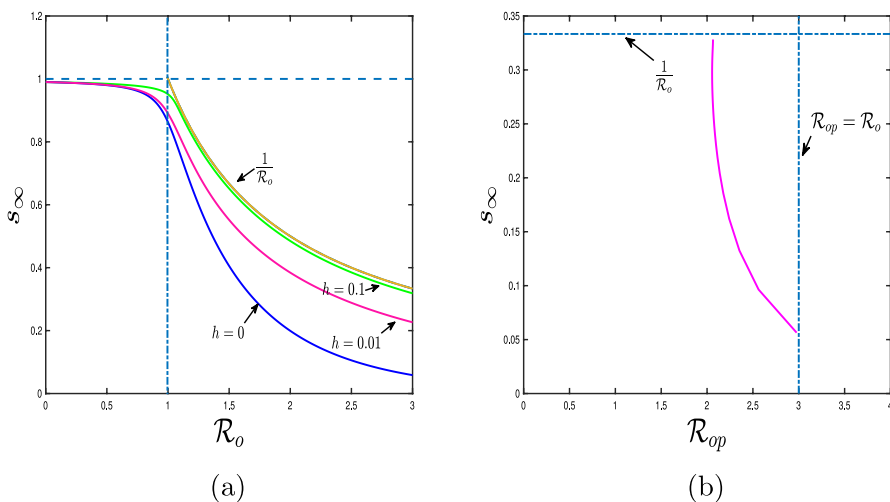 1.2
1
0.8
0.6
0.4
0.2
0
s∞
1/ℛₒ
h = 0.1
h = 0
h = 0.01
0 0.5 1 1.5 2 2.5 3
ℛₒ
(a)
0.35
0.3
0.25
0.2
0.15
0.1
0.05
0
s∞
1/ℛₒ
ℛₒₚ = ℛₒ
0 0.5 1 1.5 2 2.5 3 3.5 4
ℛₒₚ
(b)